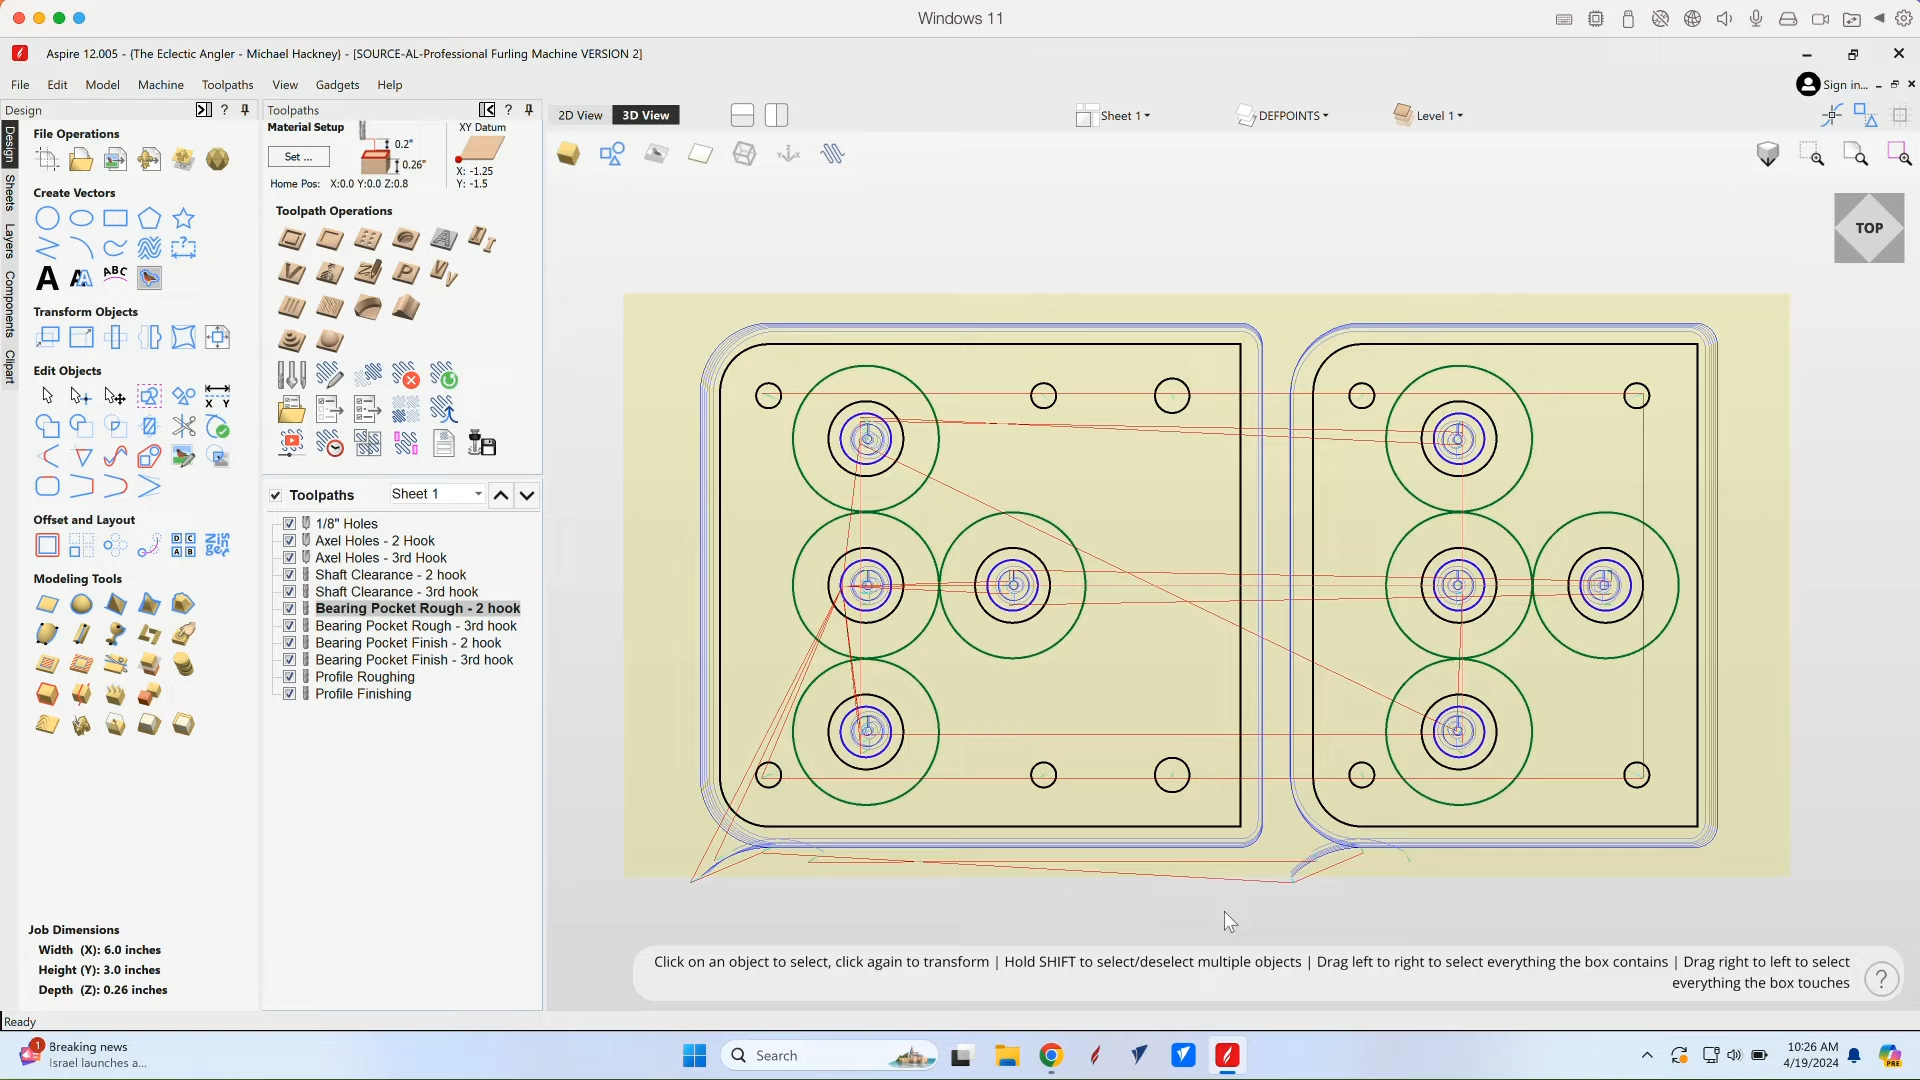 Windows 11
Aspire 12.005 - {The Eclectic Angler - Michael Hackney} - [SOURCE-AL-Professional Furling Machine VERSION 2]
File Edit Model Machine Toolpaths View Gadgets Help
Sign in...
Design
Toolpaths
2D View
3D View
Sheet 1
DEFPOINTS
Level 1
Design
Sheets
Layers
Components
Clipart
File Operations
Create Vectors
A
ABC
Transform Objects
Edit Objects
X Y
Offset and Layout
Modeling Tools
Job Dimensions
Width (X): 6.0 inches
Height (Y): 3.0 inches
Depth (Z): 0.26 inches
Ready
Material Setup
Set ...
0.2"
0.26"
XY Datum
X: -1.25
Y: -1.5
Home Pos: X:0.0 Y:0.0 Z:0.8
Toolpath Operations
Toolpaths
Sheet 1
1/8" Holes
Axel Holes - 2 Hook
Axel Holes - 3rd Hook
Shaft Clearance - 2 hook
Shaft Clearance - 3rd hook
Bearing Pocket Rough - 2 hook
Bearing Pocket Rough - 3rd hook
Bearing Pocket Finish - 2 hook
Bearing Pocket Finish - 3rd hook
Profile Roughing
Profile Finishing
TOP
Click on an object to select, click again to transform | Hold SHIFT to select/deselect multiple objects | Drag left to right to select everything the box contains | Drag right to left to select
everything the box touches
1
Breaking news
Israel launches a...
Search
10:26 AM
4/19/2024
PRE